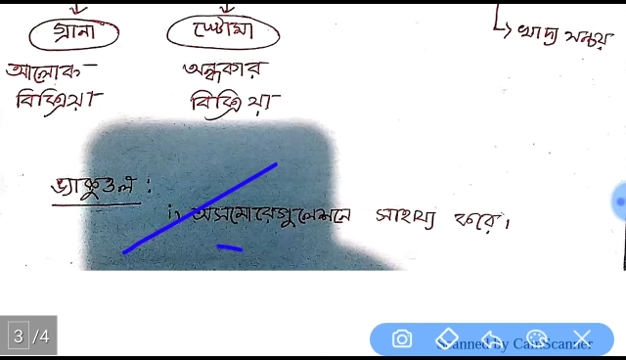 গ্রানা স্ট্রোমা
↳ খাদ্য সঞ্চয়
আলোক অন্ধকার
বিক্রিয়া বিক্রিয়া
ভ্যাকুওল :
i) অসমোরেগুলেশনে সাহায্য করে।
3 /4
Scanned by CamScanner